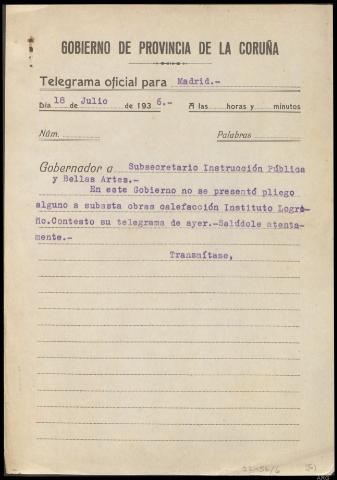 GOBIERNO DE PROVINCIA DE LA CORUÑA
Telegrama oficial para Madrid.-
Día 18 de Julio de 1936.- A las horas y minutos
Núm. Palabras
Gobernador a Subsecretario Instrucción Pública
y Bellas Artes.-
En este Gobierno no se presentó pliego
alguno a subasta obras calefacción Instituto Logro-
ño.Contesto su telegrama de ayer.-Salúdole atenta-
mente.-
Transmítase,
ARG